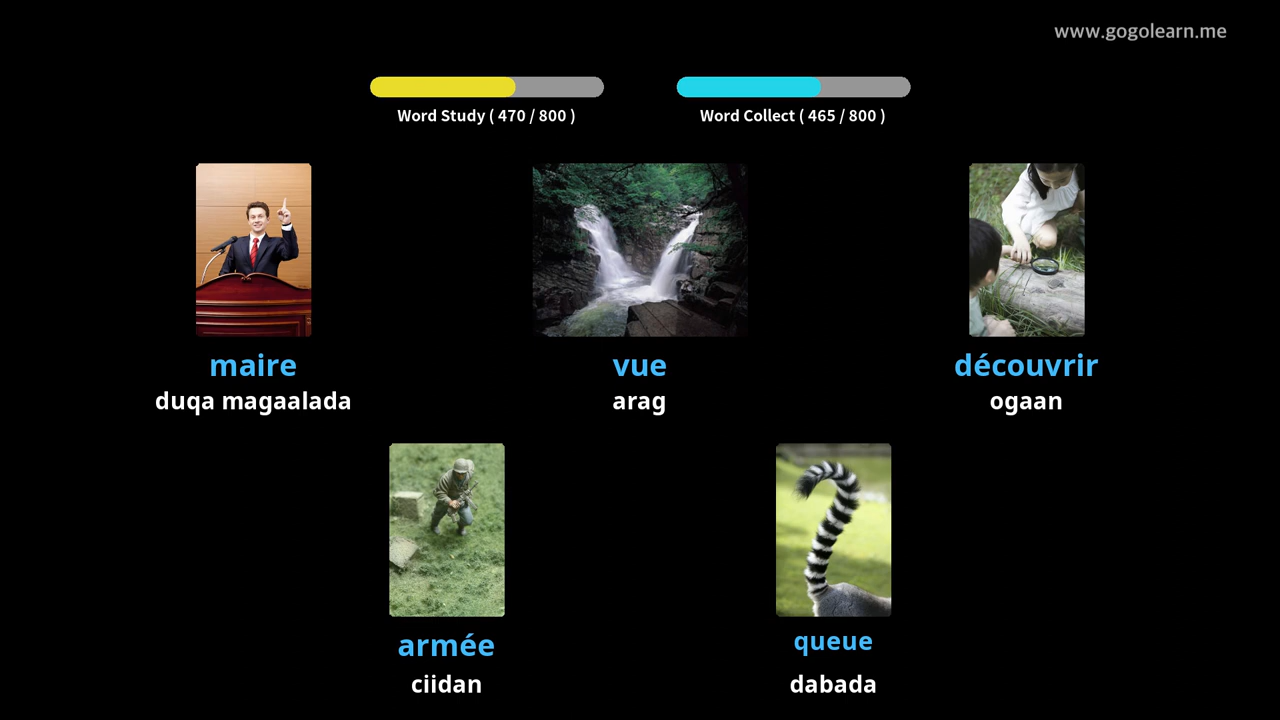 www.gogolearn.me
Word Study ( 470 / 800 )
Word Collect ( 465 / 800 )
maire
duqa magaalada
vue
arag
découvrir
ogaan
armée
ciidan
queue
dabada